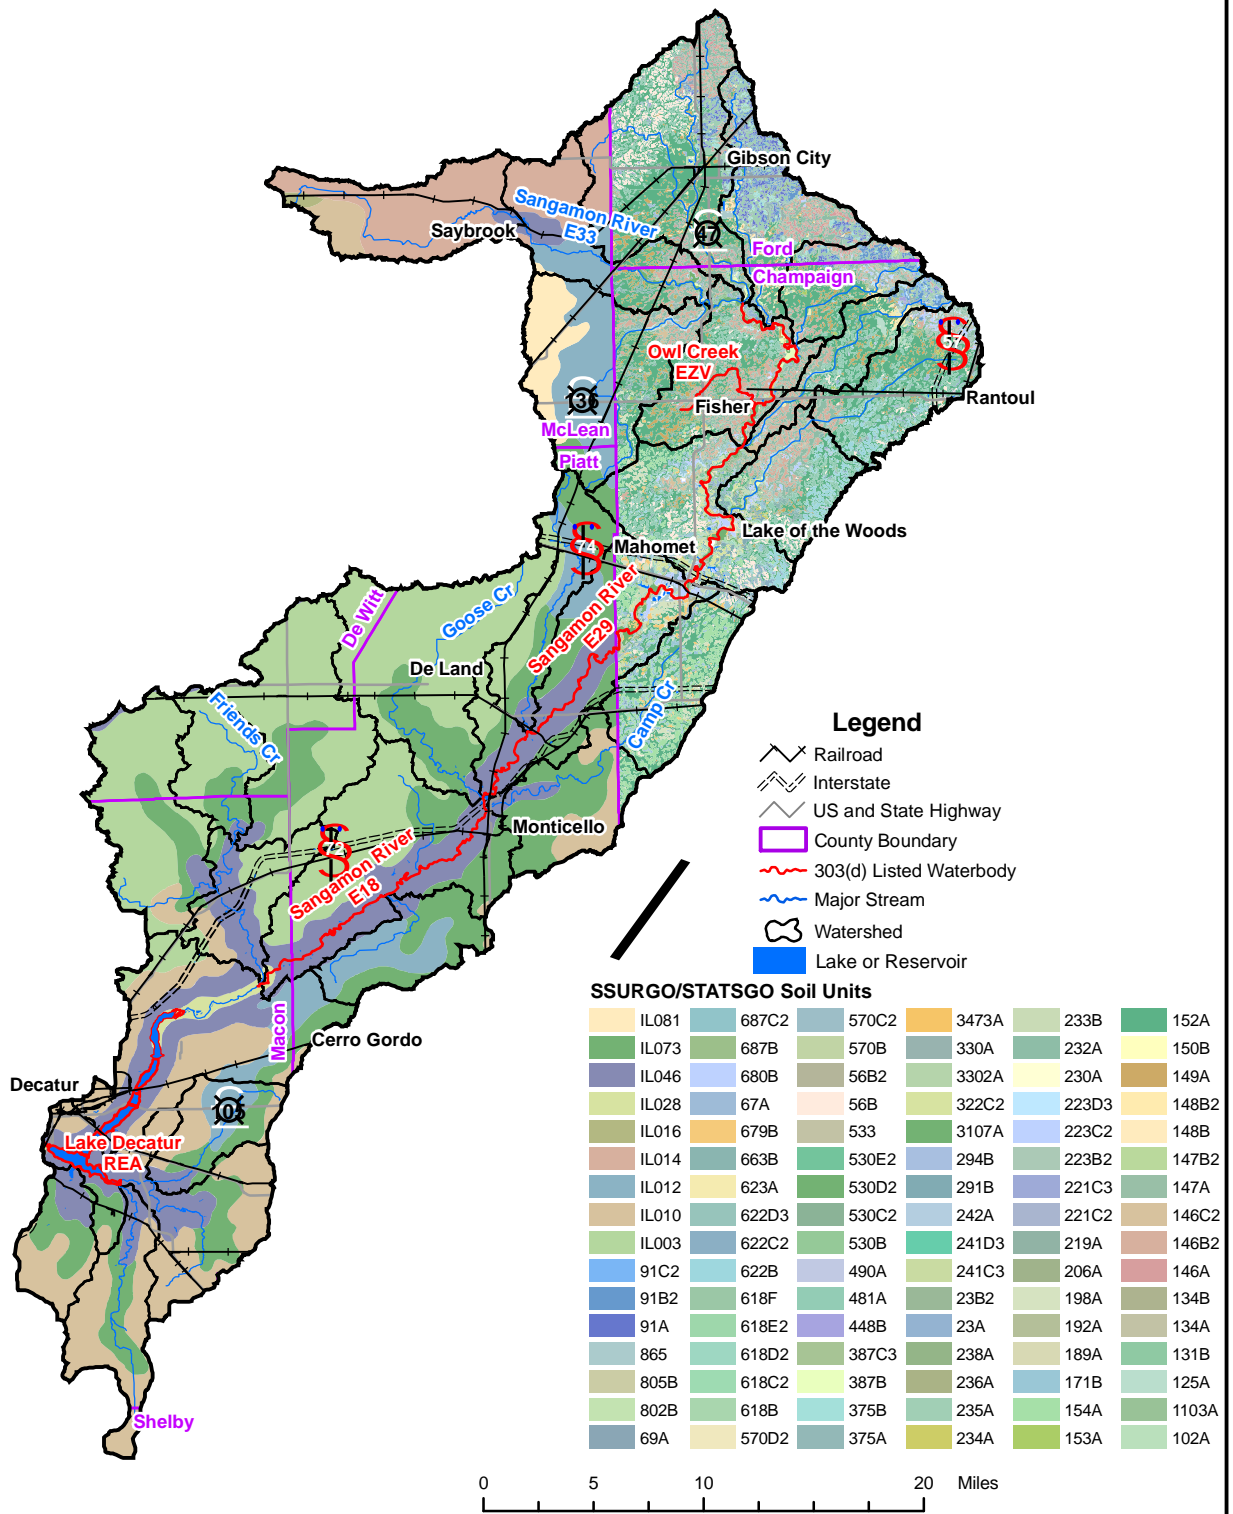 Gibson City
Sangamon River
E33
Saybrook
47
Ford
Champaign
57
Owl Creek
EZV
Fisher
Rantoul
136
McLean
Piatt
74
Mahomet
Lake of the Woods
Sangamon River
E29
Goose Cr
De Witt
De Land
Camp Cr
Friends Cr
Monticello
72
Sangamon River
E18
Macon
Cerro Gordo
Decatur
105
Lake Decatur
REA
Shelby
Legend
Railroad
Interstate
US and State Highway
County Boundary
303(d) Listed Waterbody
Major Stream
Watershed
Lake or Reservoir
SSURGO/STATSGO Soil Units
IL081 687C2 570C2 3473A 233B 152A
IL073 687B 570B 330A 232A 150B
IL046 680B 56B2 3302A 230A 149A
IL028 67A 56B 322C2 223D3 148B2
IL016 679B 533 3107A 223C2 148B
IL014 663B 530E2 294B 223B2 147B2
IL012 623A 530D2 291B 221C3 147A
IL010 622D3 530C2 242A 221C2 146C2
IL003 622C2 530B 241D3 219A 146B2
91C2 622B 490A 241C3 206A 146A
91B2 618F 481A 23B2 198A 134B
91A 618E2 448B 23A 192A 134A
865 618D2 387C3 238A 189A 131B
805B 618C2 387B 236A 171B 125A
802B 618B 375B 235A 154A 1103A
69A 570D2 375A 234A 153A 102A
0 5 10 20 Miles